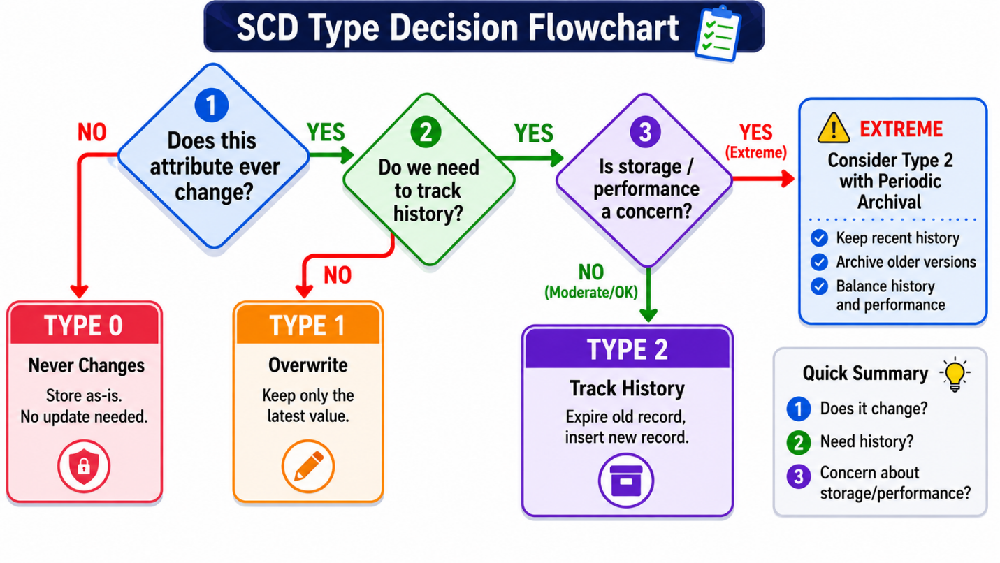 SCD Type Decision Flowchart
1
Does this
attribute ever
change?
NO
YES
2
Do we need
to track
history?
YES
NO
3
Is storage /
performance
a concern?
YES
(Extreme)
NO
(Moderate/OK)
EXTREME
Consider Type 2
with Periodic
Archival
Keep recent history
Archive older versions
Balance history
and performance
TYPE 0
Never Changes
Store as-is.
No update needed.
TYPE 1
Overwrite
Keep only the
latest value.
TYPE 2
Track History
Expire old record,
insert new record.
Quick Summary
1 Does it change?
2 Need history?
3 Concern about
storage/performance?